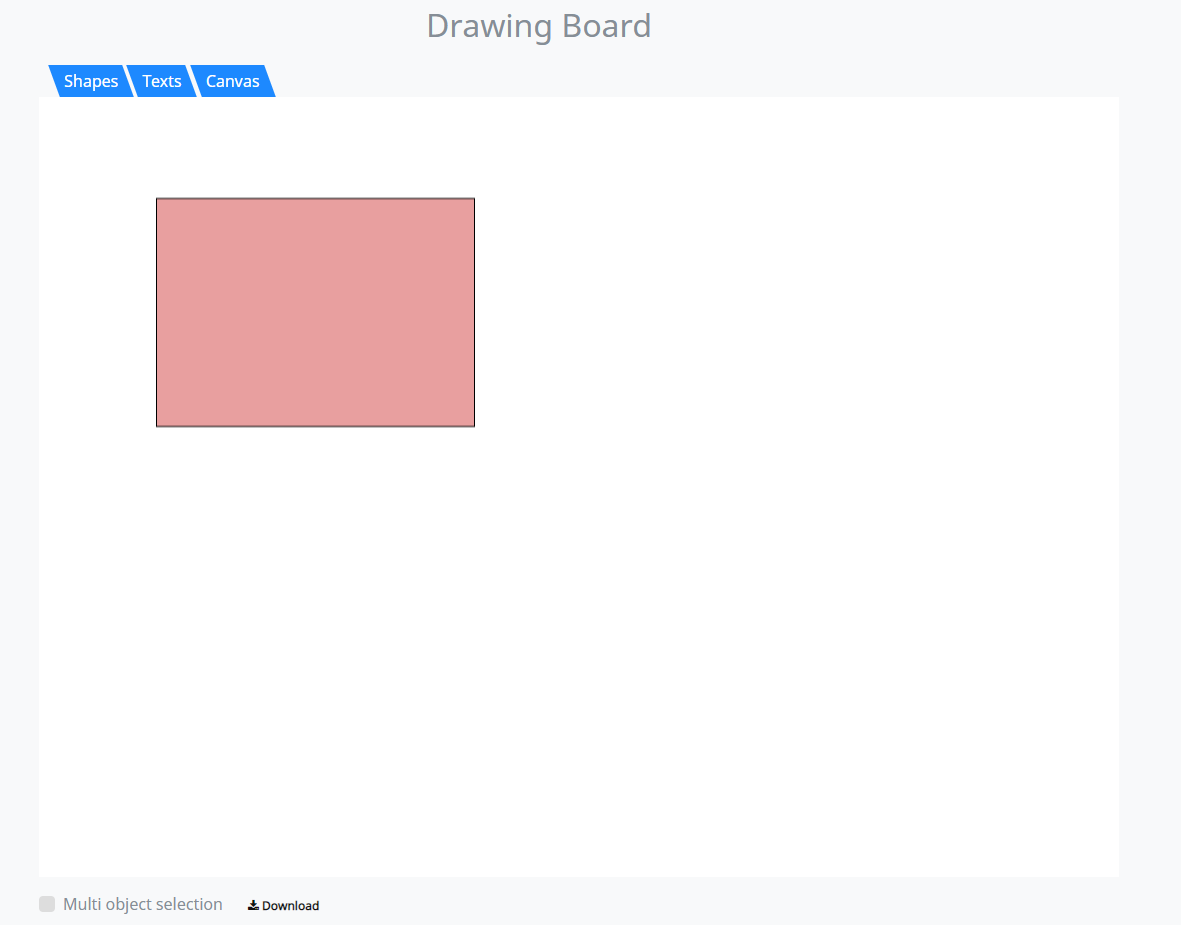 Drawing Board
Shapes Texts Canvas
Multi object selection Download